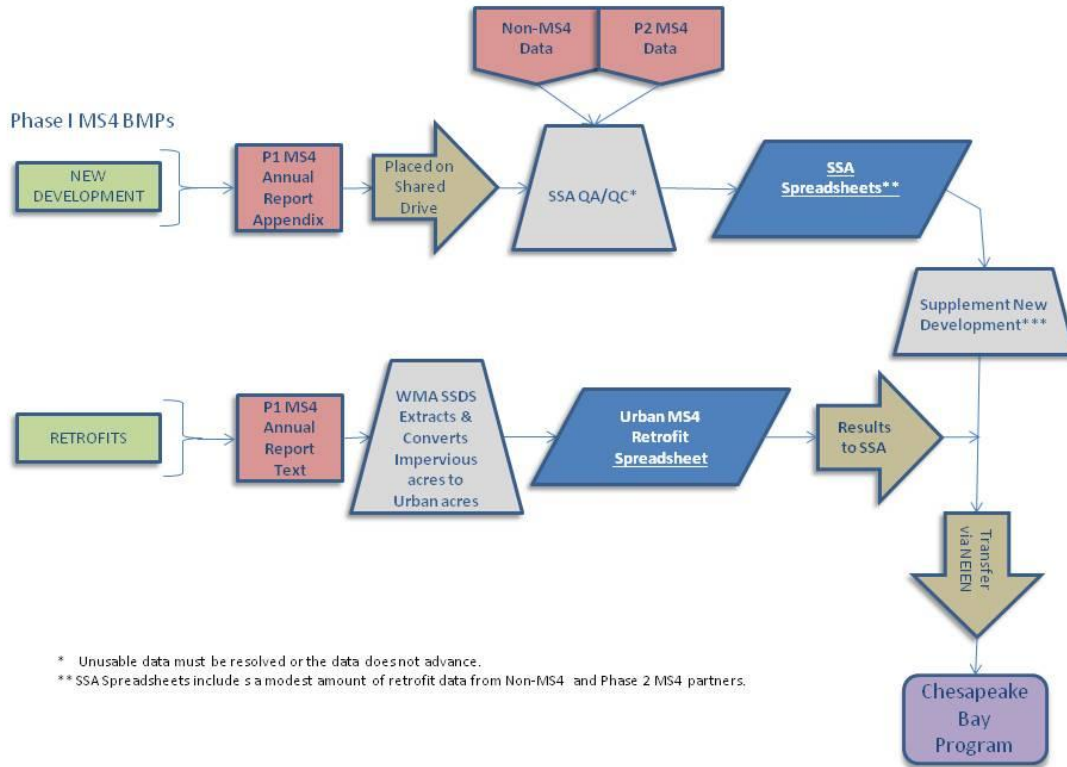 Non-MS4
Data
P2 MS4
Data
Phase I MS4 BMPs
NEW
DEVELOPMENT
P1 MS4
Annual
Report
Appendix
Placed on
Shared
Drive
SSA QA/QC*
SSA
Spreadsheets**
Supplement New
Development***
RETROFITS
P1 MS4
Annual
Report
Text
WMA SSDS
Extracts &
Converts
Impervious
acres to
Urban acres
Urban MS4
Retrofit
Spreadsheet
Results
to SSA
Transfer
via NEIEN
* Unusable data must be resolved or the data does not advance.
** SSA Spreadsheets include s a modest amount of retrofit data from Non-MS4 and Phase 2 MS4 partners.
Chesapeake
Bay
Program